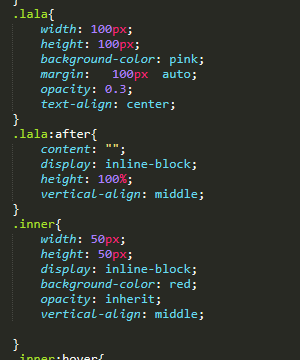 }
.lala{
width: 100px;
height: 100px;
background-color: pink;
margin:   100px  auto;
opacity: 0.3;
text-align: center;
}
.lala:after{
content: "";
display: inline-block;
height: 100%;
vertical-align: middle;
}
.inner{
width: 50px;
height: 50px;
display: inline-block;
background-color: red;
opacity: inherit;
vertical-align: middle;
}
.inner:hover{